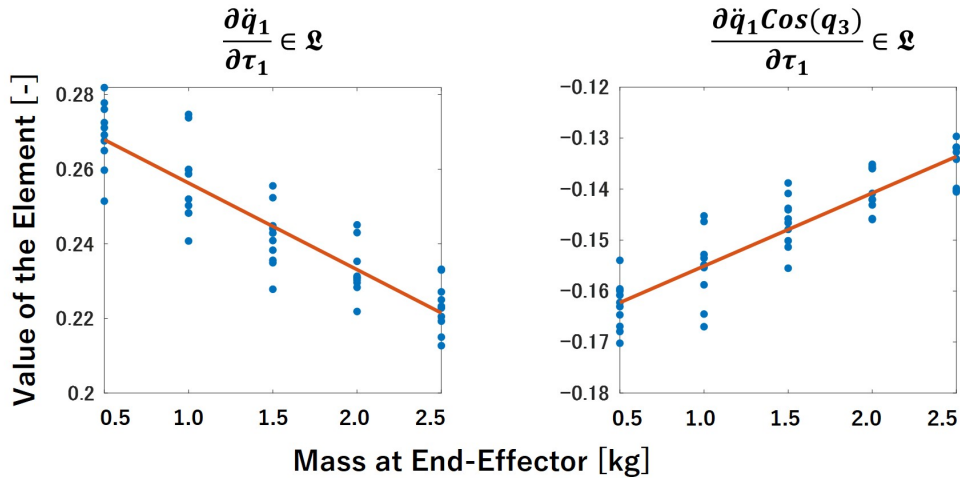 ∂q̈₁/∂τ₁ ∈ 𝕷
∂q̈₁Cos(q₃)/∂τ₁ ∈ 𝕷
Value of the Element [-]
0.28
0.26
0.24
0.22
0.2
0.5 1.0 1.5 2.0 2.5
−0.12
−0.13
−0.14
−0.15
−0.16
−0.17
−0.18
0.5 1.0 1.5 2.0 2.5
Mass at End-Effector [kg]